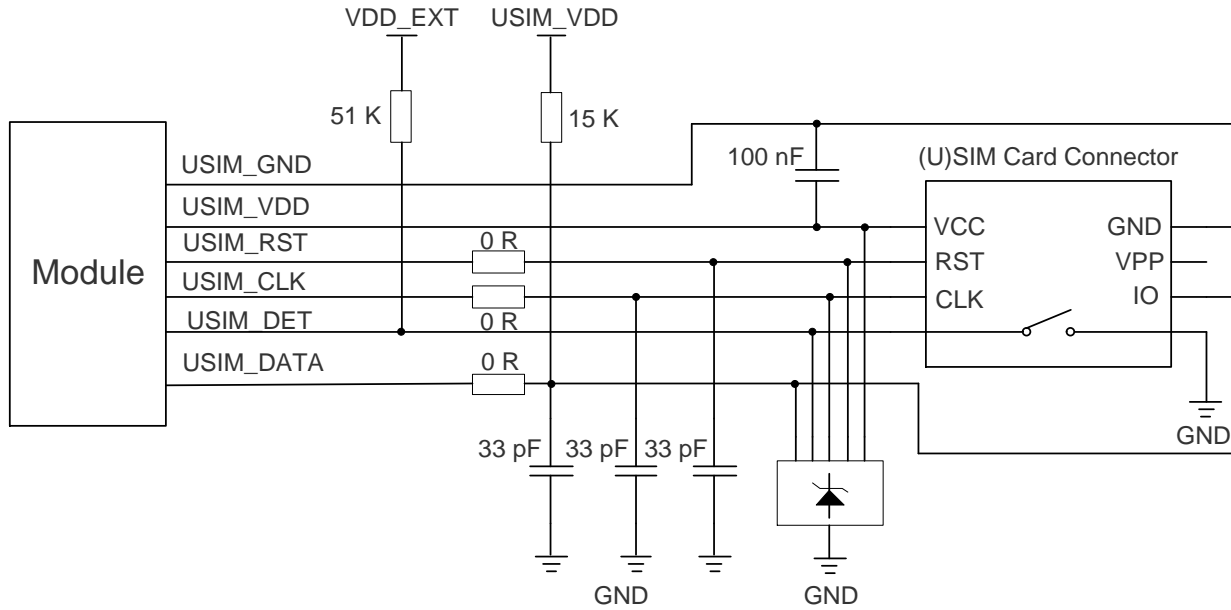 VDD_EXT
USIM_VDD
51 K
15 K
Module
USIM_GND
USIM_VDD
USIM_RST
USIM_CLK
USIM_DET
USIM_DATA
0 R
0 R
0 R
100 nF
(U)SIM Card Connector
VCC
RST
CLK
GND
VPP
IO
GND
33 pF
33 pF
33 pF
GND
GND